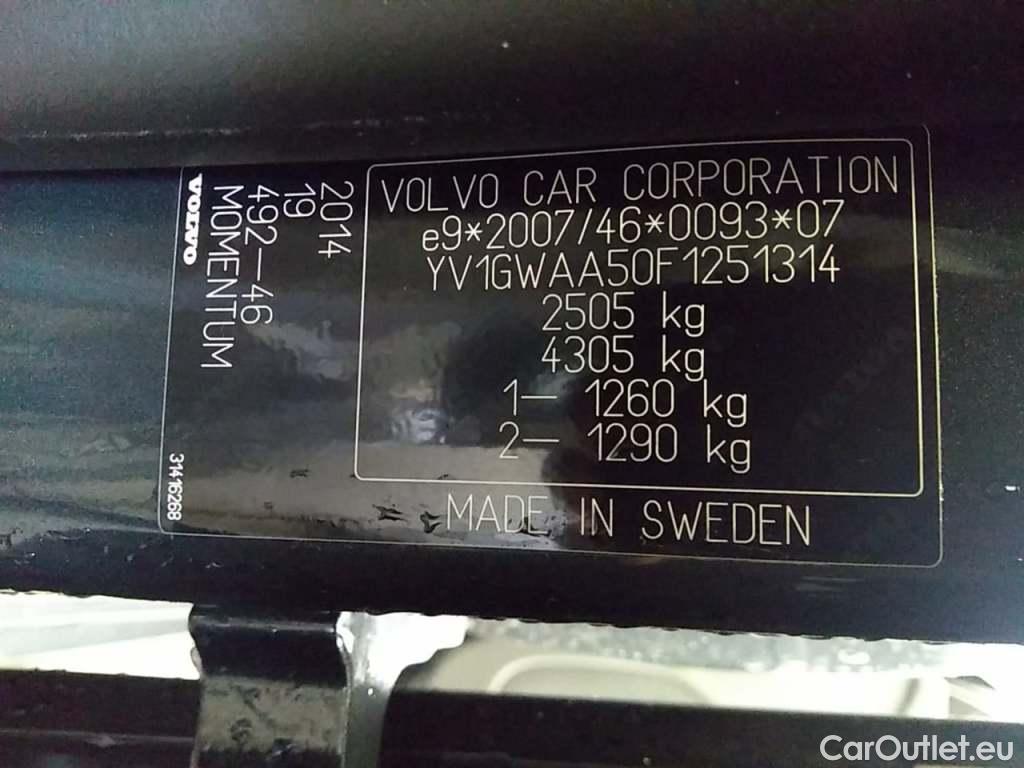 VOLVO CAR CORPORATION
e9*2007/46*0093*07
YV1GWAA50F1251314
2505 kg
4305 kg
1— 1260 kg
2— 1290 kg
MADE IN SWEDEN
2014
19
492—46
MOMENTUM
VOLVO
31416268
CarOutlet.eu